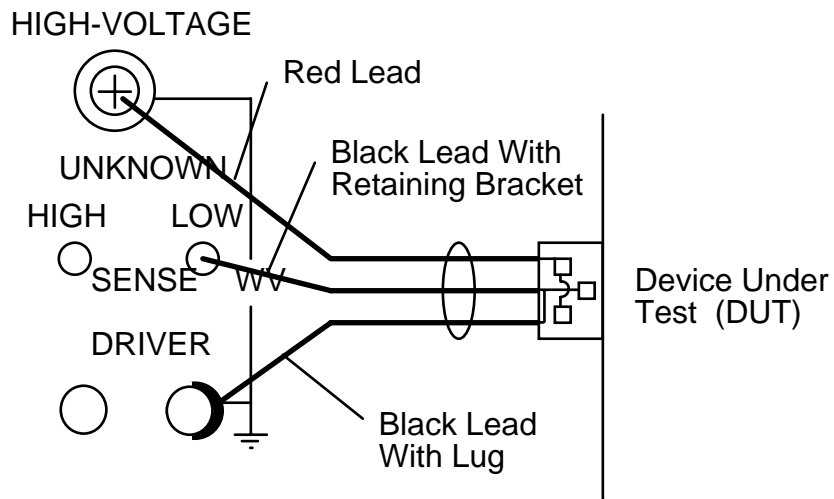 HIGH-VOLTAGE
Red Lead
UNKNOWN
Black Lead With
Retaining Bracket
HIGH
LOW
SENSE
WV
Device Under
Test (DUT)
DRIVER
Black Lead
With Lug